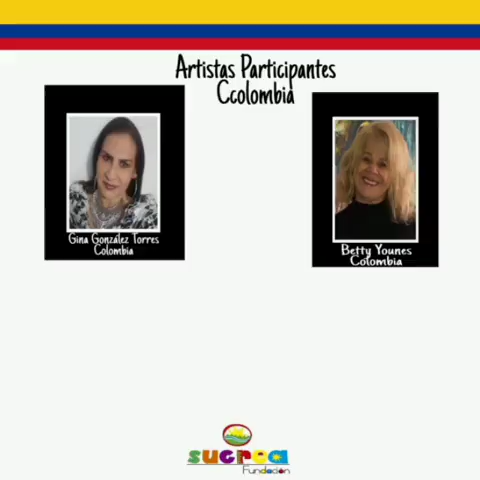 Artistas Participantes
Ccolombia
Gina González Torres
Colombia
Betty Younes
Colombia
sucrea
Fundación